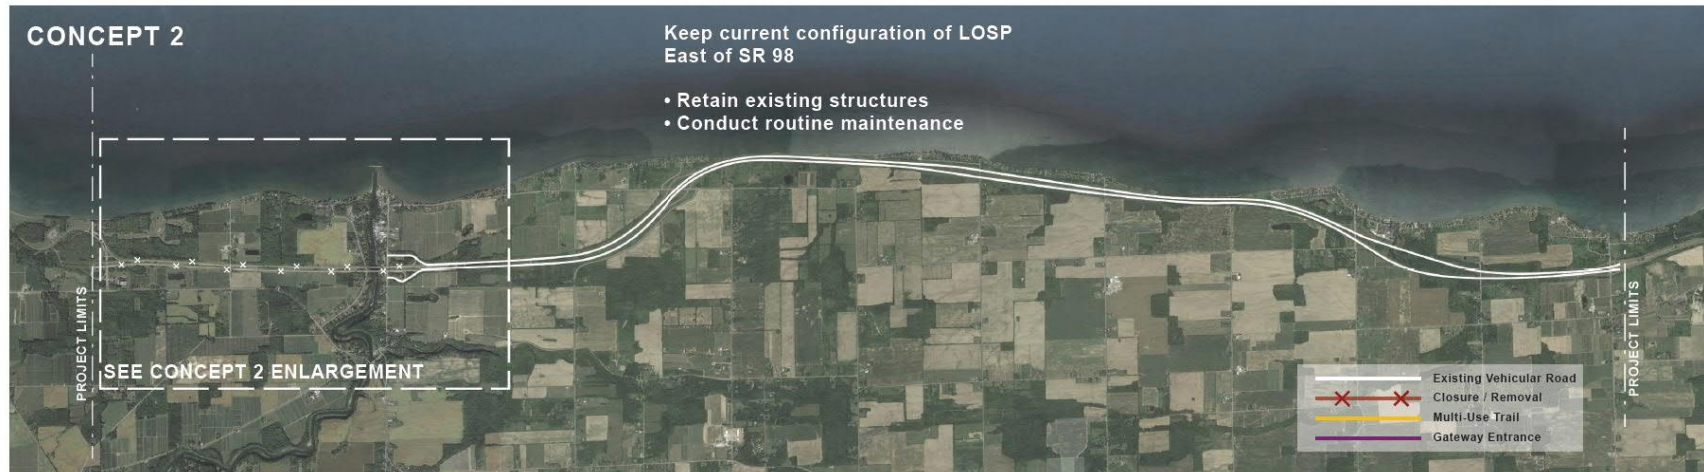 CONCEPT 2
Keep current configuration of LOSP
East of SR 98
• Retain existing structures
• Conduct routine maintenance
PROJECT LIMITS
SEE CONCEPT 2 ENLARGEMENT
PROJECT LIMITS
Existing Vehicular Road
Closure / Removal
Multi-Use Trail
Gateway Entrance